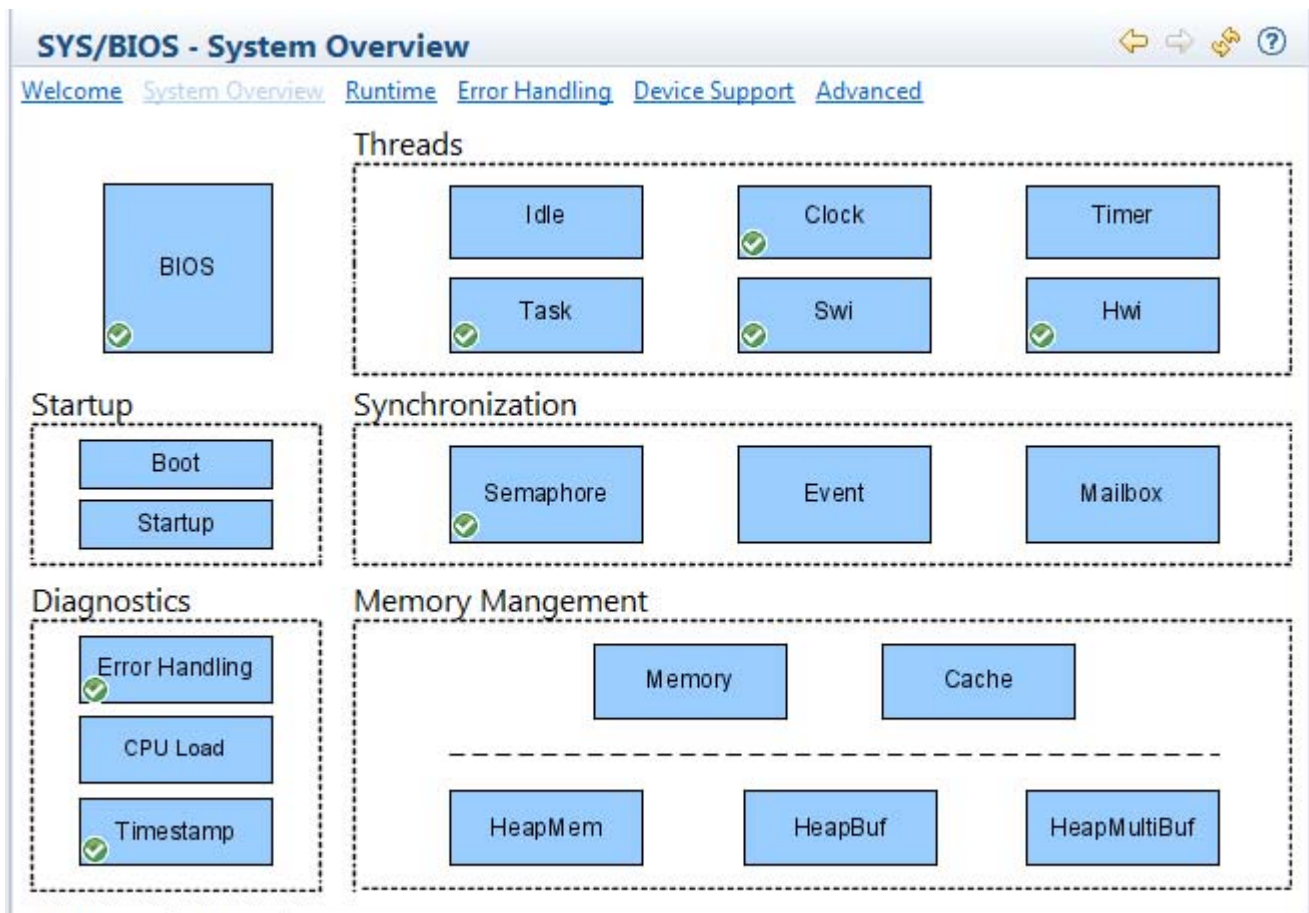 SYS/BIOS - System Overview
Welcome System Overview Runtime Error Handling Device Support Advanced
Threads
BIOS
Idle Clock Timer
Task Swi Hwi
Startup
Boot
Startup
Synchronization
Semaphore Event Mailbox
Diagnostics
Error Handling
CPU Load
Timestamp
Memory Mangement
Memory Cache
HeapMem HeapBuf HeapMultiBuf